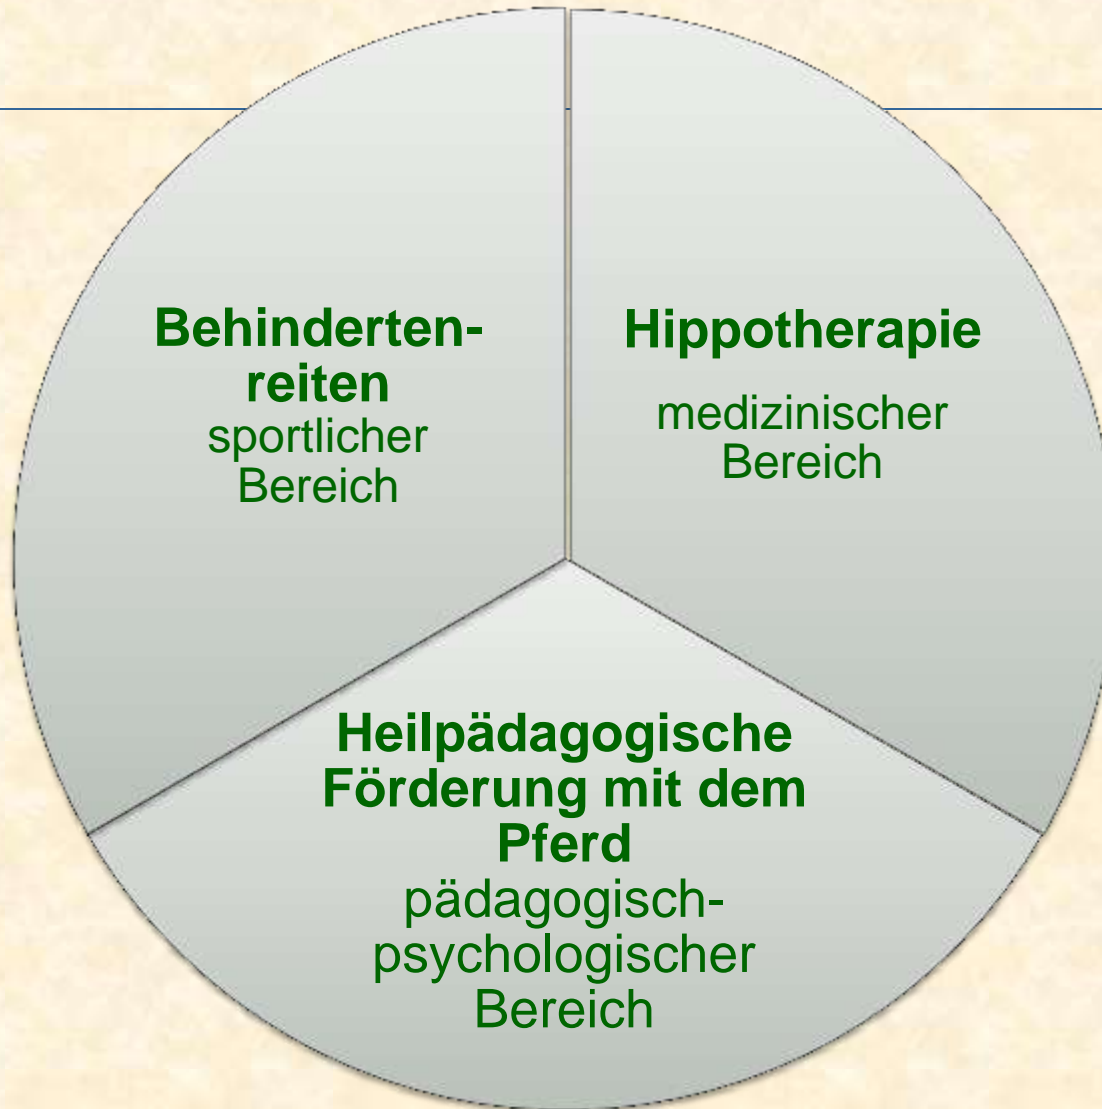 Behinderten-
reiten
sportlicher
Bereich
Hippotherapie
medizinischer
Bereich
Heilpädagogische
Förderung mit dem
Pferd
pädagogisch-
psychologischer
Bereich